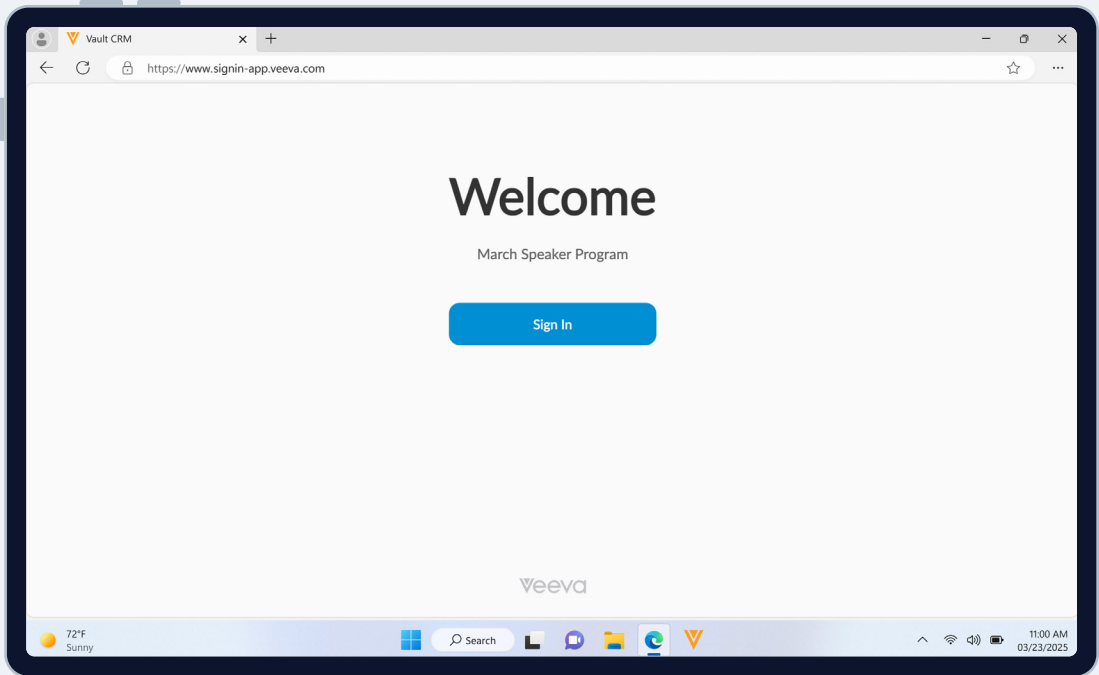 Vault CRM
https://www.signin-app.veeva.com
Welcome
March Speaker Program
Sign In
Veeva
72°F
Sunny
Search
11:00 AM
03/23/2025